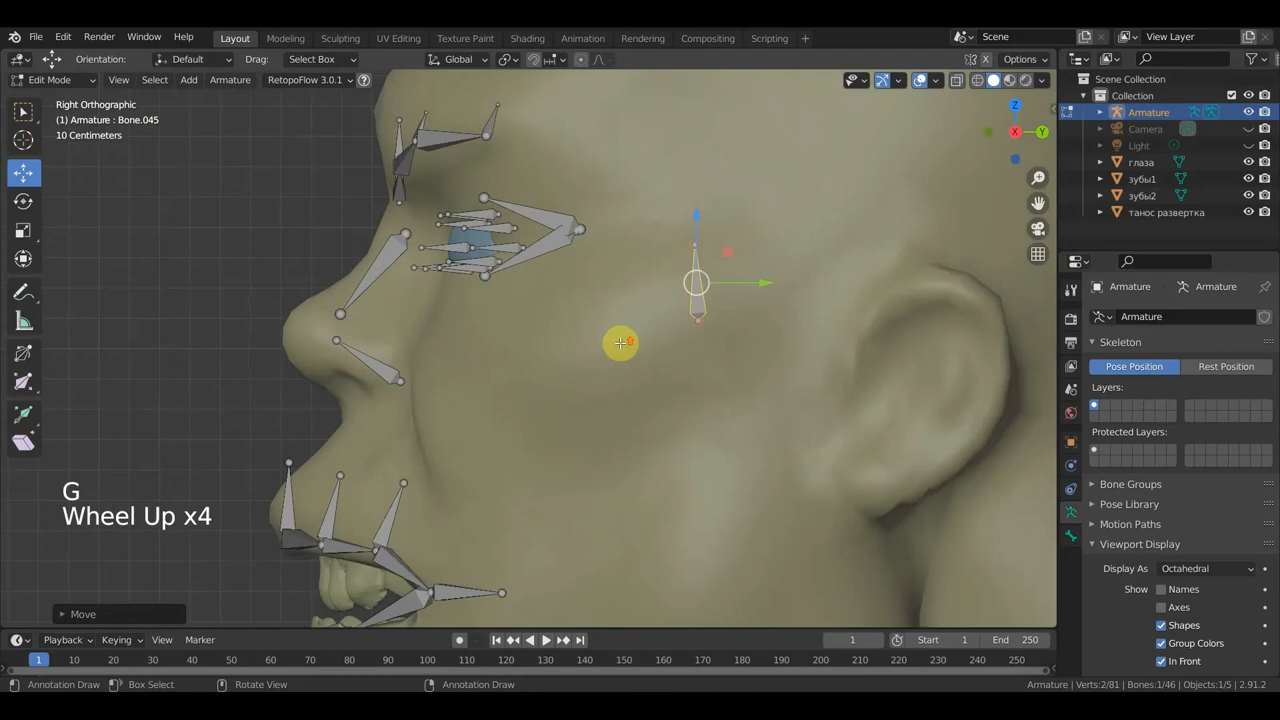 File Edit Render Window Help Layout Modeling Sculpting UV Editing Texture Paint Shading Animation Rendering Compositing Scripting + Scene View Layer
Orientation: Default Drag: Select Box Global X Options
Edit Mode View Select Add Armature RetopoFlow 3.0.1
Right Orthographic
(1) Armature : Bone.045
10 Centimeters
Z
X
Y
G
Wheel Up x4
Move
Scene Collection
Collection
Armature
Camera
Light
глаза
зубы1
зубы2
танос развертка
Armature Armature
Armature
Skeleton
Pose Position Rest Position
Layers:
Protected Layers:
Bone Groups
Pose Library
Motion Paths
Viewport Display
Display As Octahedral
Show Names
Axes
Shapes
Group Colors
In Front
Playback Keying View Marker 1 Start 1 End 250
1 10 20 30 40 50 60 70 80 90 100 110 120 130 140 150 160 170 180 190 200 210 220 230 240 250
Annotation Draw Box Select Rotate View Annotation Draw Armature | Verts:2/81 | Bones:1/46 | Objects:1/5 | 2.91.2